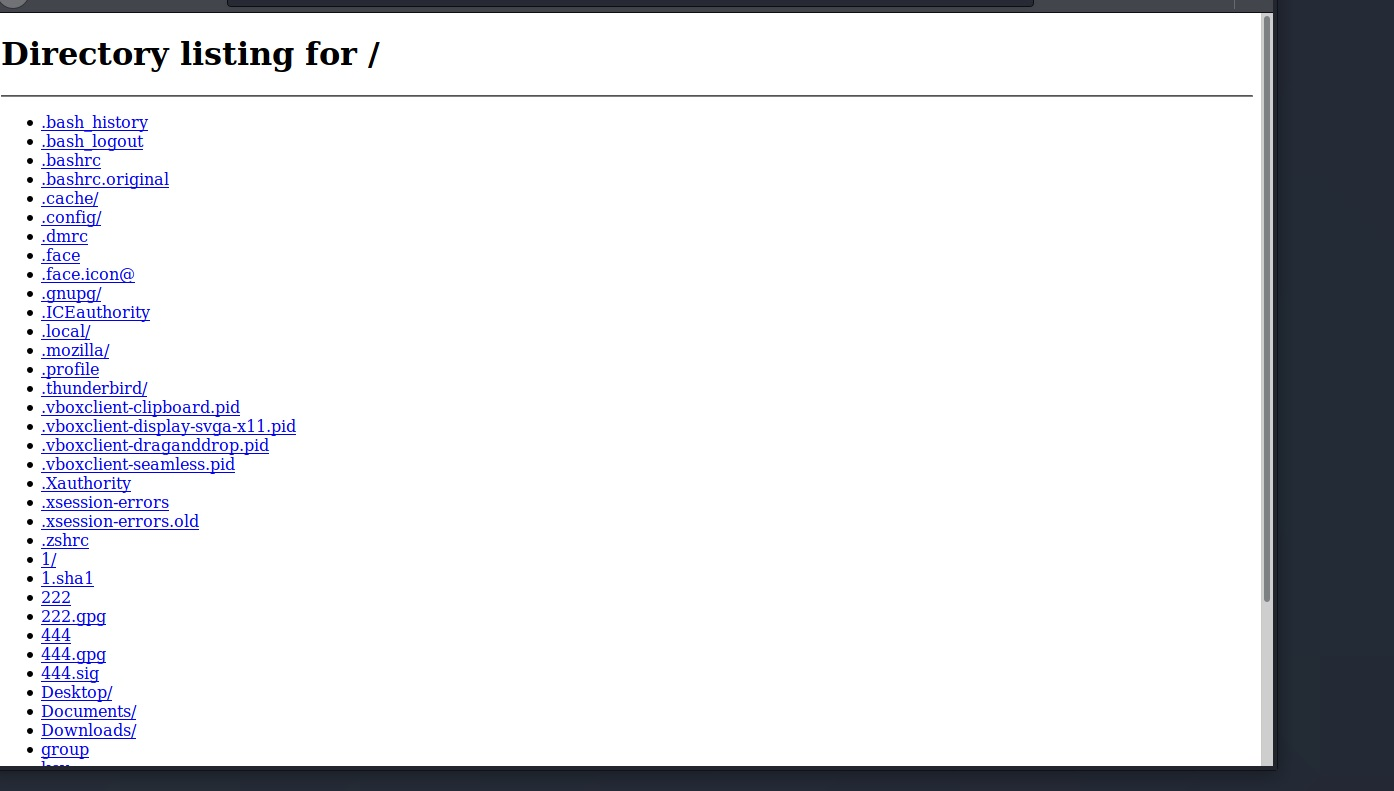 Directory listing for /
.bash_history
.bash_logout
.bashrc
.bashrc.original
.cache/
.config/
.dmrc
.face
.face.icon@
.gnupg/
.ICEauthority
.local/
.mozilla/
.profile
.thunderbird/
.vboxclient-clipboard.pid
.vboxclient-display-svga-x11.pid
.vboxclient-draganddrop.pid
.vboxclient-seamless.pid
.Xauthority
.xsession-errors
.xsession-errors.old
.zshrc
1/
1.sha1
222
222.gpg
444
444.gpg
444.sig
Desktop/
Documents/
Downloads/
group